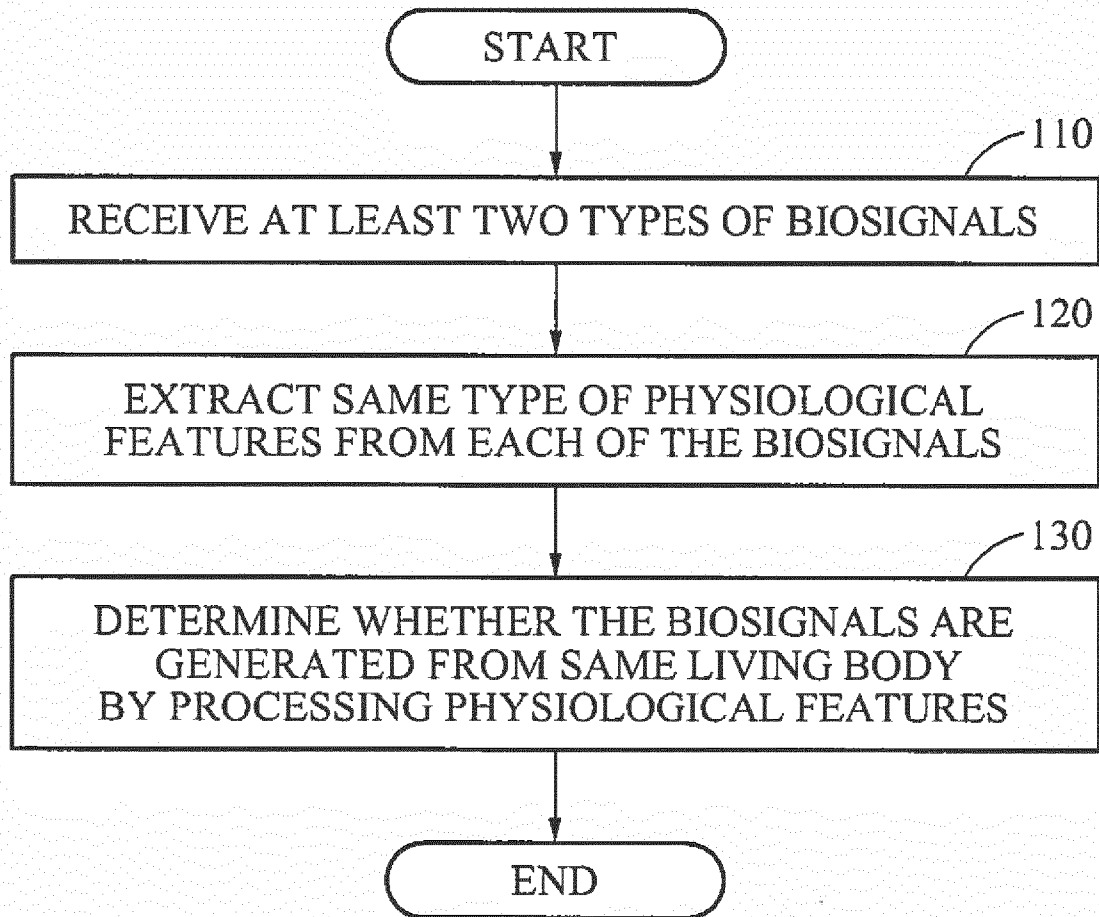 START
110
RECEIVE AT LEAST TWO TYPES OF BIOSIGNALS
120
EXTRACT SAME TYPE OF PHYSIOLOGICAL
FEATURES FROM EACH OF THE BIOSIGNALS
130
DETERMINE WHETHER THE BIOSIGNALS ARE
GENERATED FROM SAME LIVING BODY
BY PROCESSING PHYSIOLOGICAL FEATURES
END